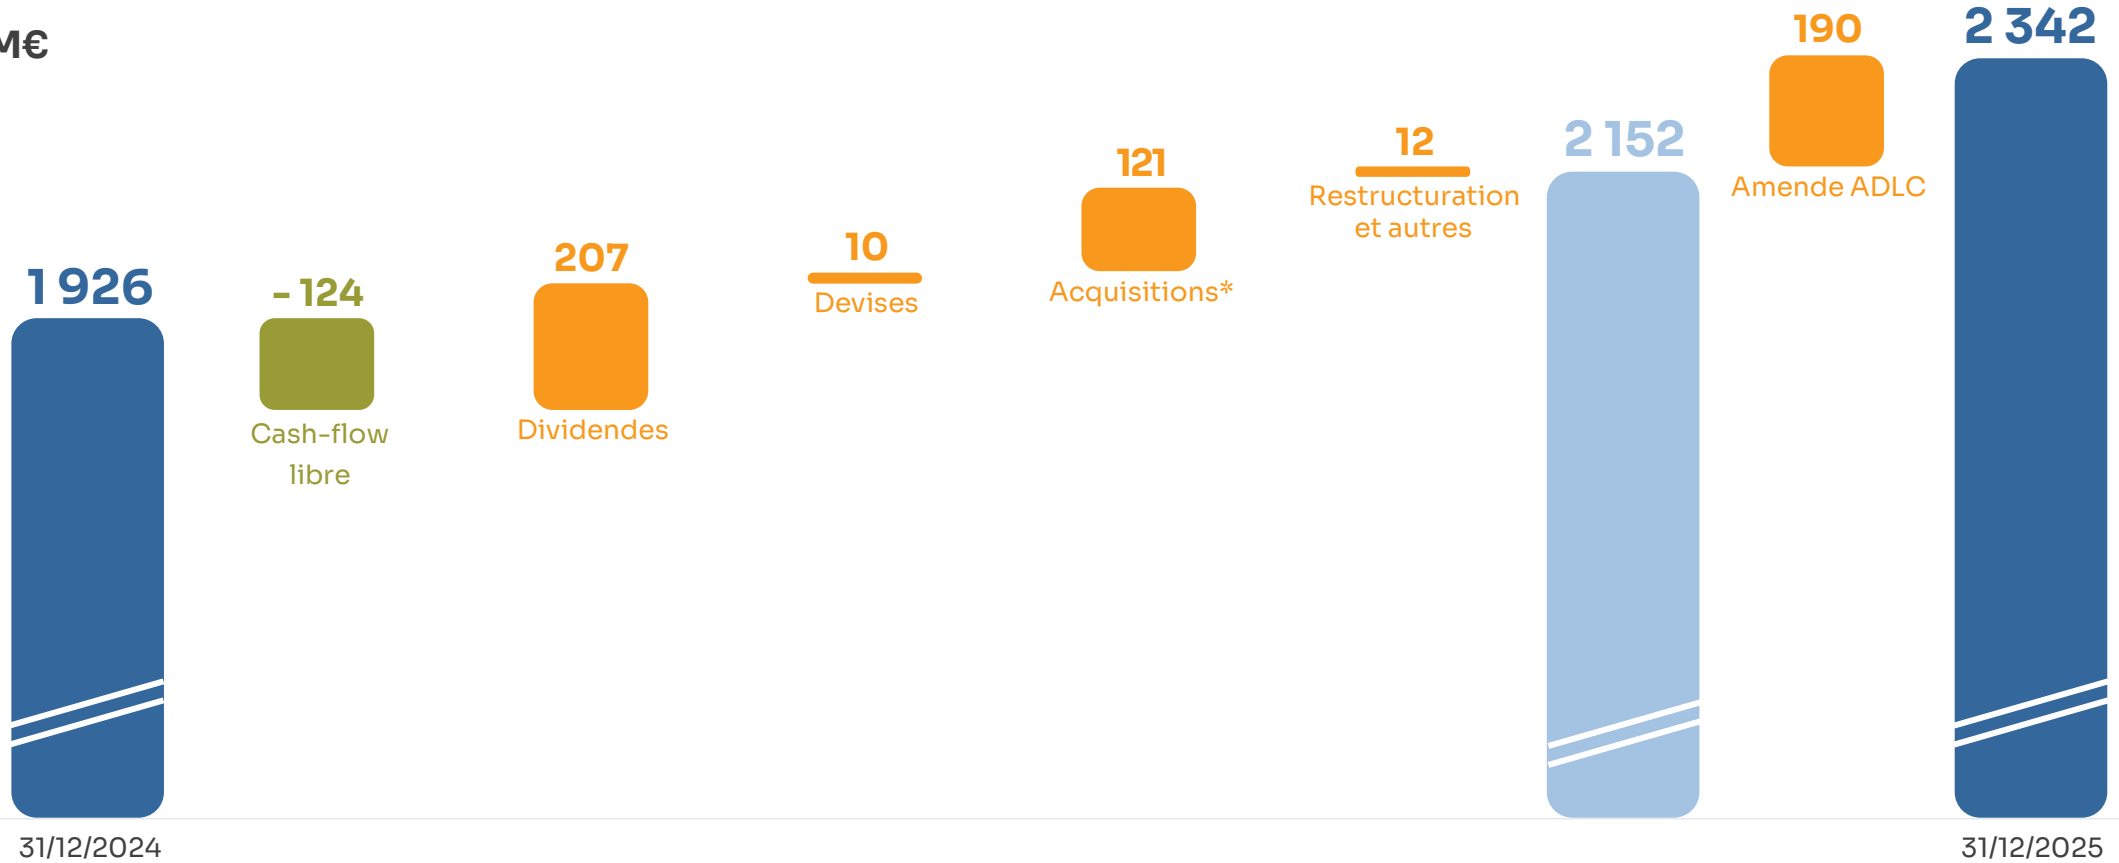 M€
1 926
- 124
Cash-flow
libre
207
Dividendes
10
Devises
121
Acquisitions*
12
Restructuration
et autres
2 152
190
Amende ADLC
2 342
31/12/2024
31/12/2025